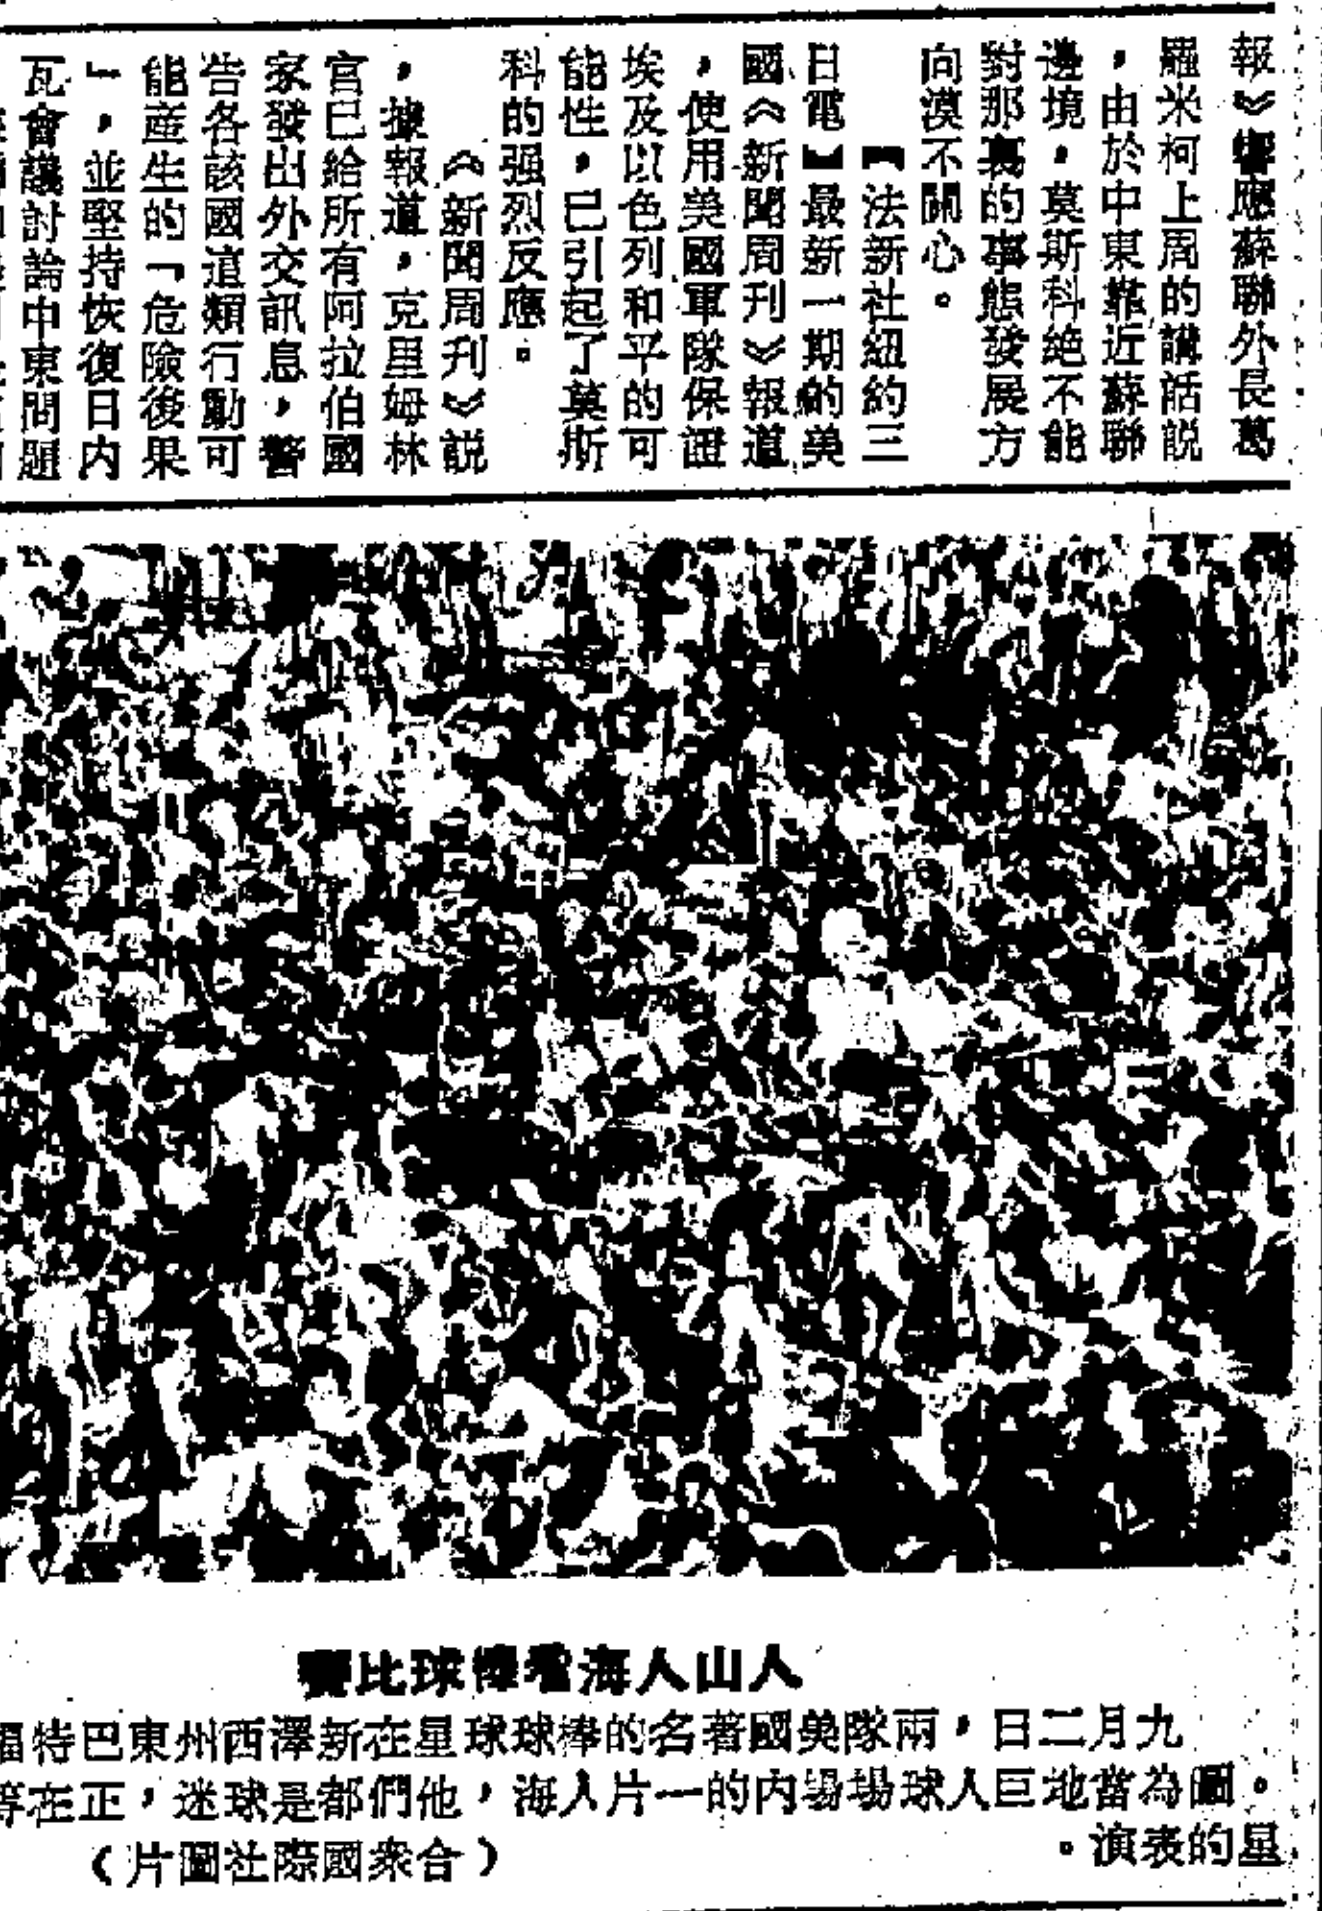 報》響應蘇聯外長葛
羅米柯上周的講話説
，由於中東靠近蘇聯
邊境，莫斯科絶不能
對那裏的事態發展方
向漠不關心。
【法新社紐約三
日電】最新一期的美
國《新聞周刊》報道
，使用美國軍隊保證
埃及以色列和平的可
能性，已引起了莫斯
科的强烈反應。
《新聞周刊》説
，據報道，克里姆林
宮已給所有阿拉伯國
家發出外交訊息，警
告各該國這類行動可
能産生的「危險後果
」，並堅持恢復日内
瓦會議討論中東問題
人山人海看棒球比賽
九月二日，兩隊美國著名的棒球球星在新澤西州東巴特福
。圖為當地巨人球場場内的一片人海，他們都是球迷，正在等
星的表演。（合衆國際社圖片）